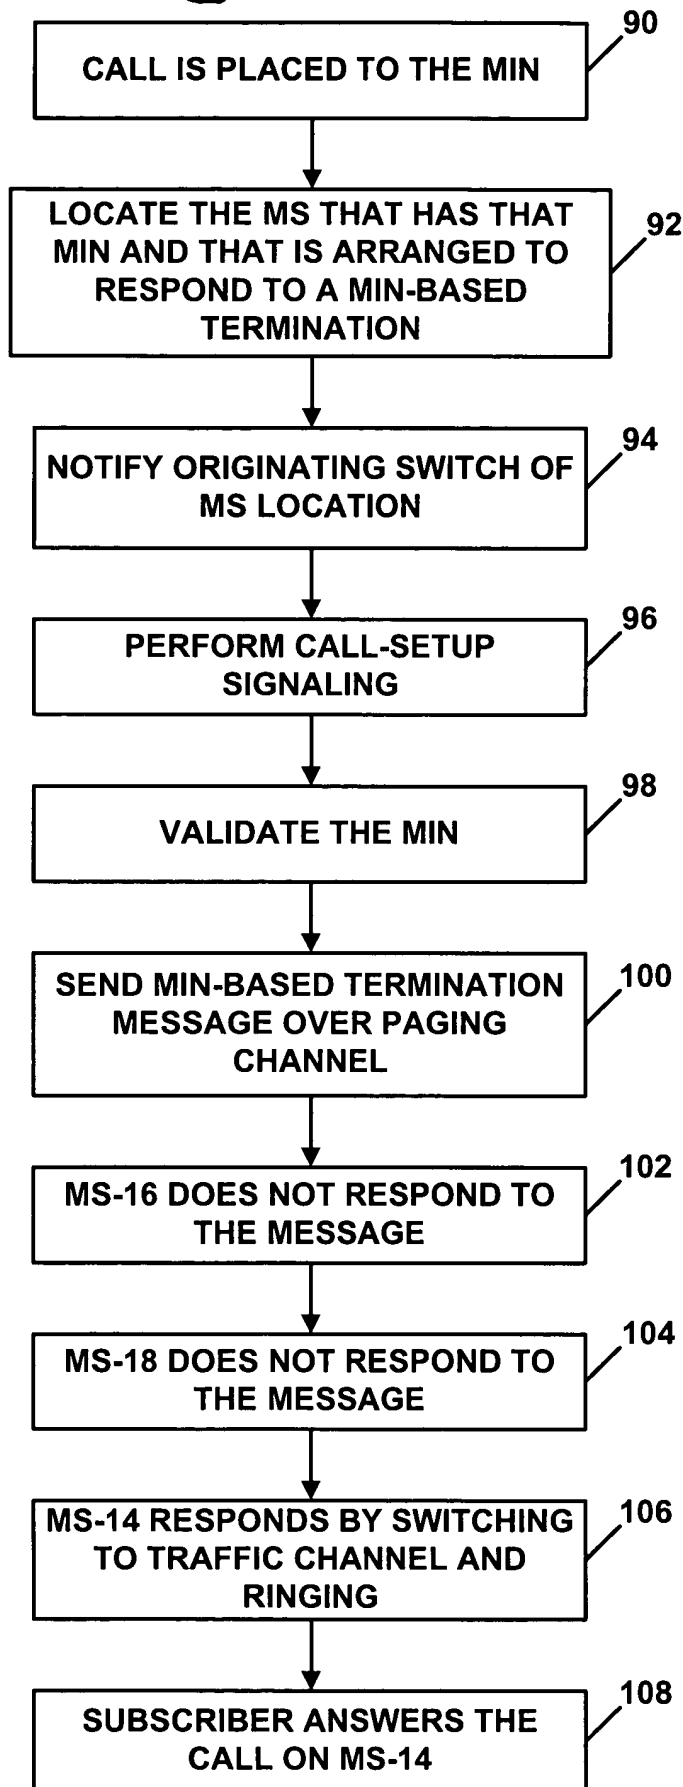 90
CALL IS PLACED TO THE MIN
92
LOCATE THE MS THAT HAS THAT
MIN AND THAT IS ARRANGED TO
RESPOND TO A MIN-BASED
TERMINATION
94
NOTIFY ORIGINATING SWITCH OF
MS LOCATION
96
PERFORM CALL-SETUP
SIGNALING
98
VALIDATE THE MIN
100
SEND MIN-BASED TERMINATION
MESSAGE OVER PAGING
CHANNEL
102
MS-16 DOES NOT RESPOND TO
THE MESSAGE
104
MS-18 DOES NOT RESPOND TO
THE MESSAGE
106
MS-14 RESPONDS BY SWITCHING
TO TRAFFIC CHANNEL AND
RINGING
108
SUBSCRIBER ANSWERS THE
CALL ON MS-14